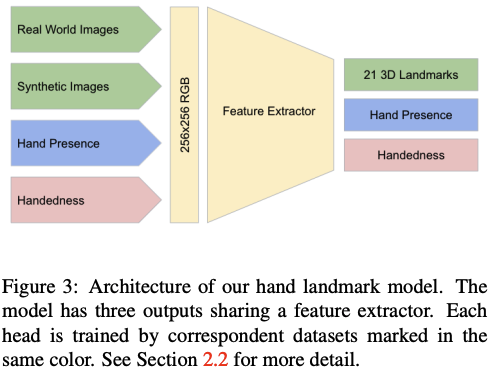 Real World Images
Synthetic Images
Hand Presence
Handedness
256x256 RGB
Feature Extractor
21 3D Landmarks
Hand Presence
Handedness
Figure 3: Architecture of our hand landmark model. The
model has three outputs sharing a feature extractor. Each
head is trained by correspondent datasets marked in the
same color. See Section 2.2 for more detail.